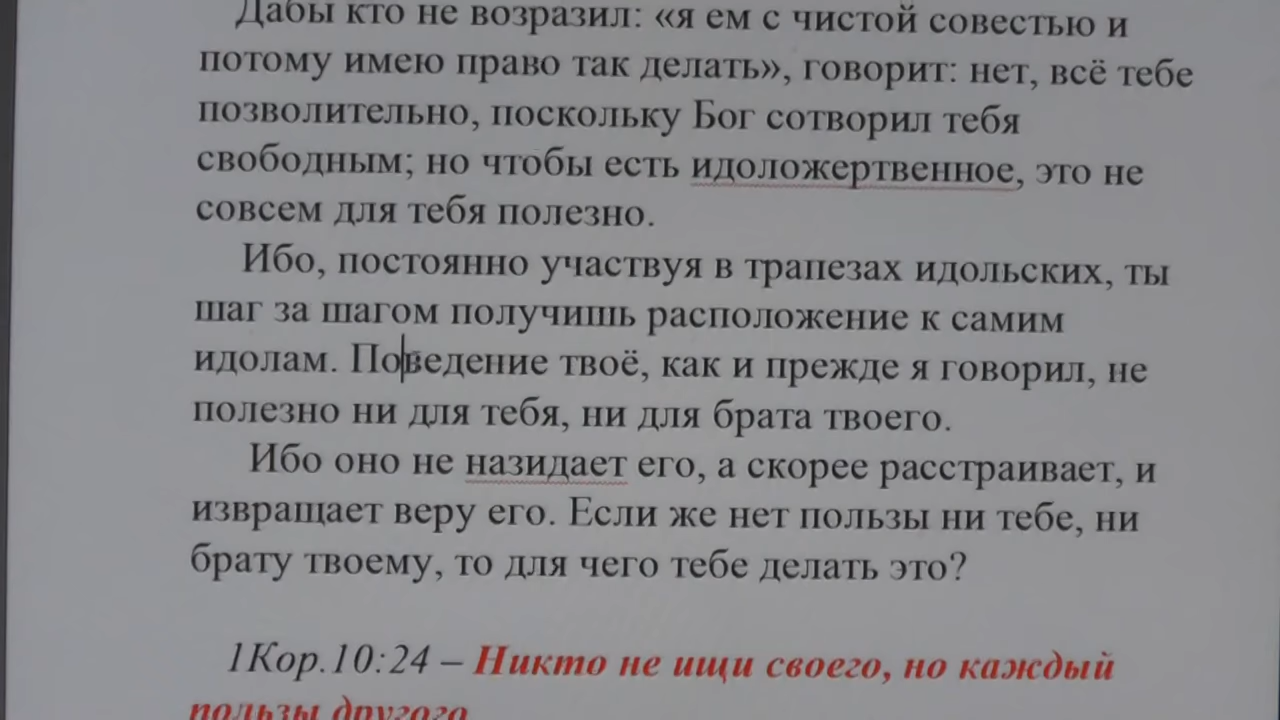 Дабы кто не возразил: «я ем с чистой совестью и
потому имею право так делать», говорит: нет, всё тебе
позволительно, поскольку Бог сотворил тебя
свободным; но чтобы есть идоложертвенное, это не
совсем для тебя полезно.
Ибо, постоянно участвуя в трапезах идольских, ты
шаг за шагом получишь расположение к самим
идолам. Поведение твоё, как и прежде я говорил, не
полезно ни для тебя, ни для брата твоего.
Ибо оно не назидает его, а скорее расстраивает, и
извращает веру его. Если же нет пользы ни тебе, ни
брату твоему, то для чего тебе делать это?
1Кор.10:24 – Никто не ищи своего, но каждый
пользы другого